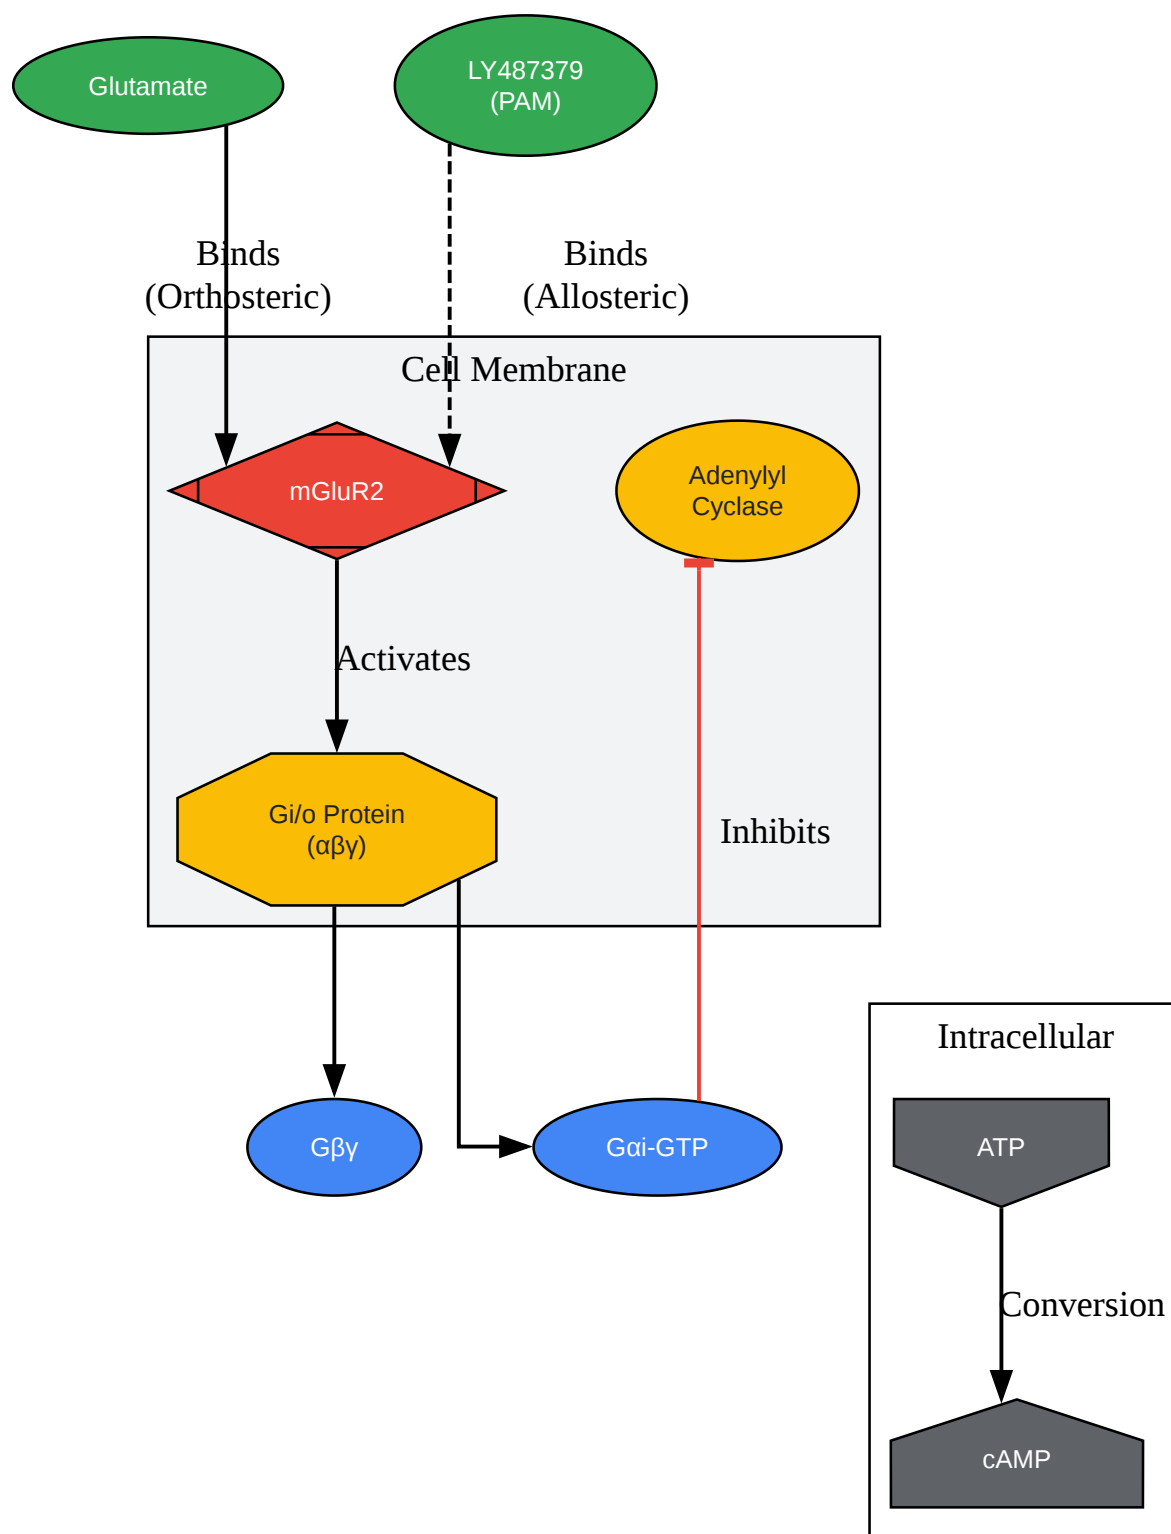 Glutamate
LY487379
(PAM)
Binds
(Orthosteric)
Binds
(Allosteric)
Cell Membrane
mGluR2
Adenylyl
Cyclase
Activates
Gi/o Protein
(αβγ)
Inhibits
Intracellular
Gβγ
Gαi-GTP
ATP
Conversion
cAMP